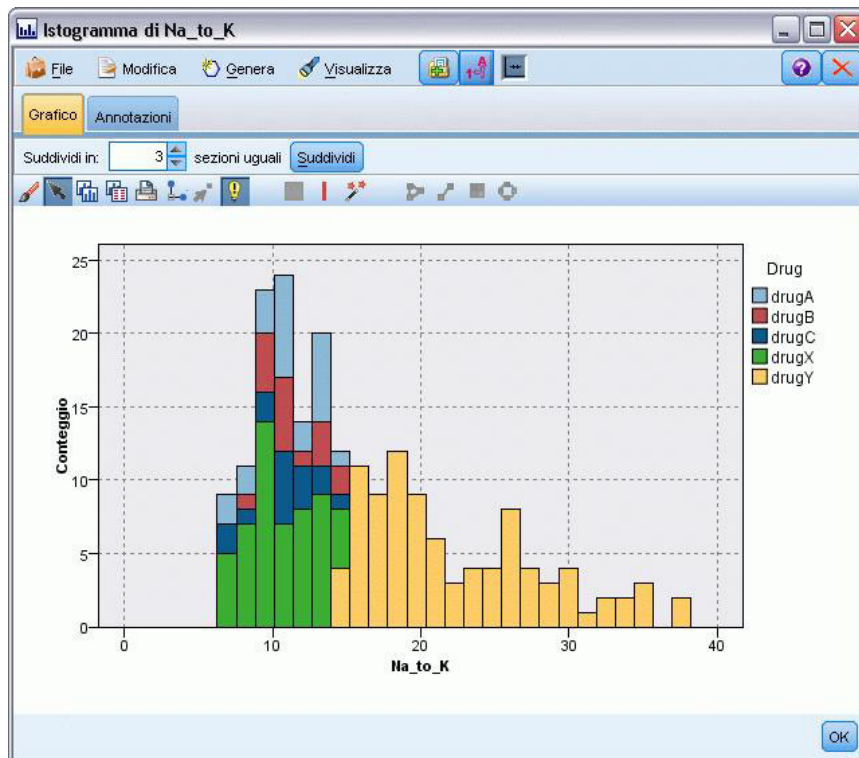 Istogramma di Na_to_K
File Modifica Genera Visualizza
Grafico Annotazioni
Suddividi in: 3 sezioni uguali Suddividi
Drug
drugA
drugB
drugC
drugX
drugY
25
20
15
10
5
0
Conteggio
0 10 20 30 40
Na_to_K
OK